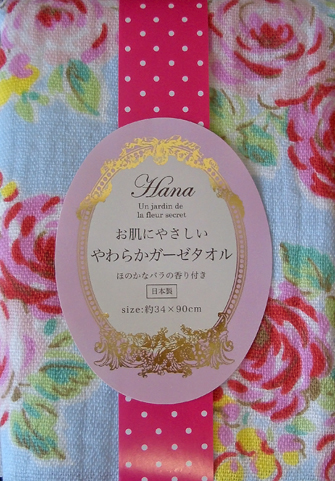 Hana
Un jardin de
la fleur secret
お肌にやさしい
やわらかガーゼタオル
ほのかなバラの香り付き
日本製
size:約34×90cm